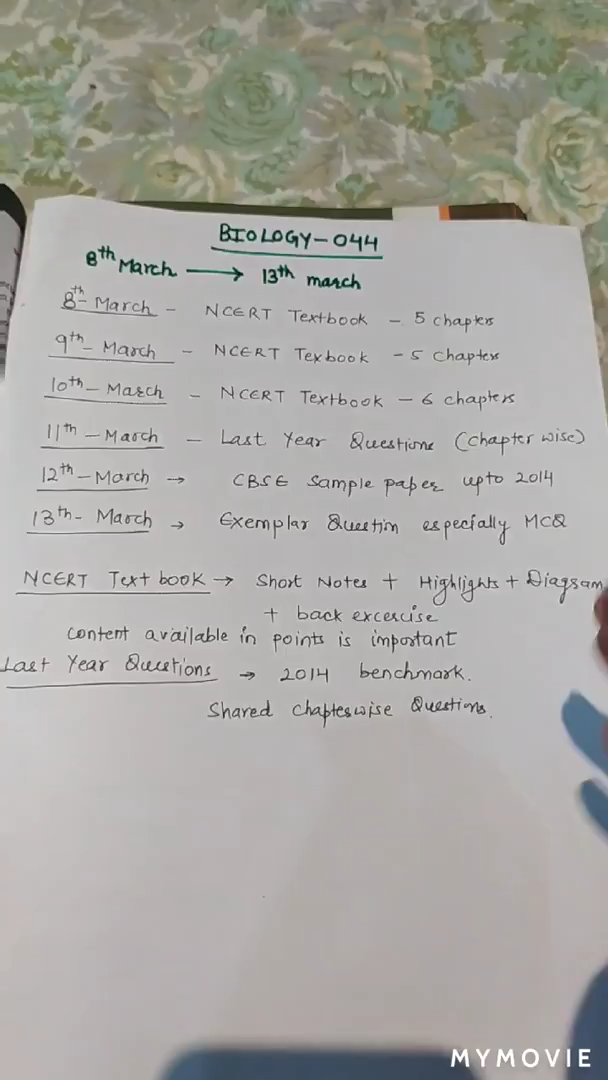 BIOLOGY-044
8th March → 13th march
8th March - NCERT Textbook - 5 chapters
9th March - NCERT Texbook - 5 Chapters
10th - March - NCERT Textbook - 6 chapters
11th - March - Last Year Questions (chapter wise)
12th - March → CBSE Sample paper upto 2014
13th - March → Exemplar Question especially MCQ
NCERT Text book → Short Notes + Highlights + Diagram
+ back excercise
content available in points is important
Last Year Questions → 2014 benchmark.
Shared Chapterwise Questions.
MYMOVIE